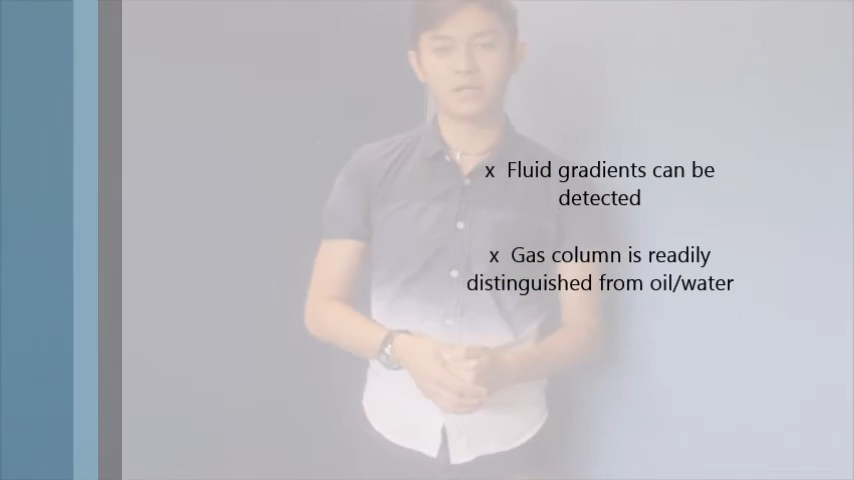 x Fluid gradients can be
detected
x Gas column is readily
distinguished from oil/water